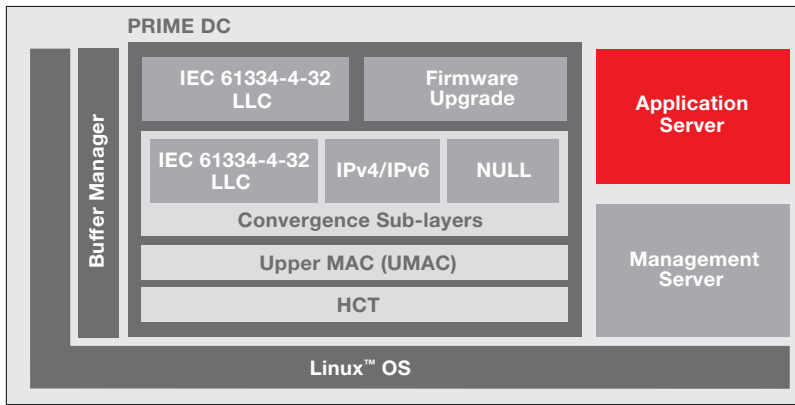 PRIME DC
Buffer Manager
IEC 61334-4-32
LLC
Firmware
Upgrade
IEC 61334-4-32
LLC
IPv4/IPv6
NULL
Convergence Sub-layers
Upper MAC (UMAC)
HCT
Application
Server
Management
Server
Linux™ OS